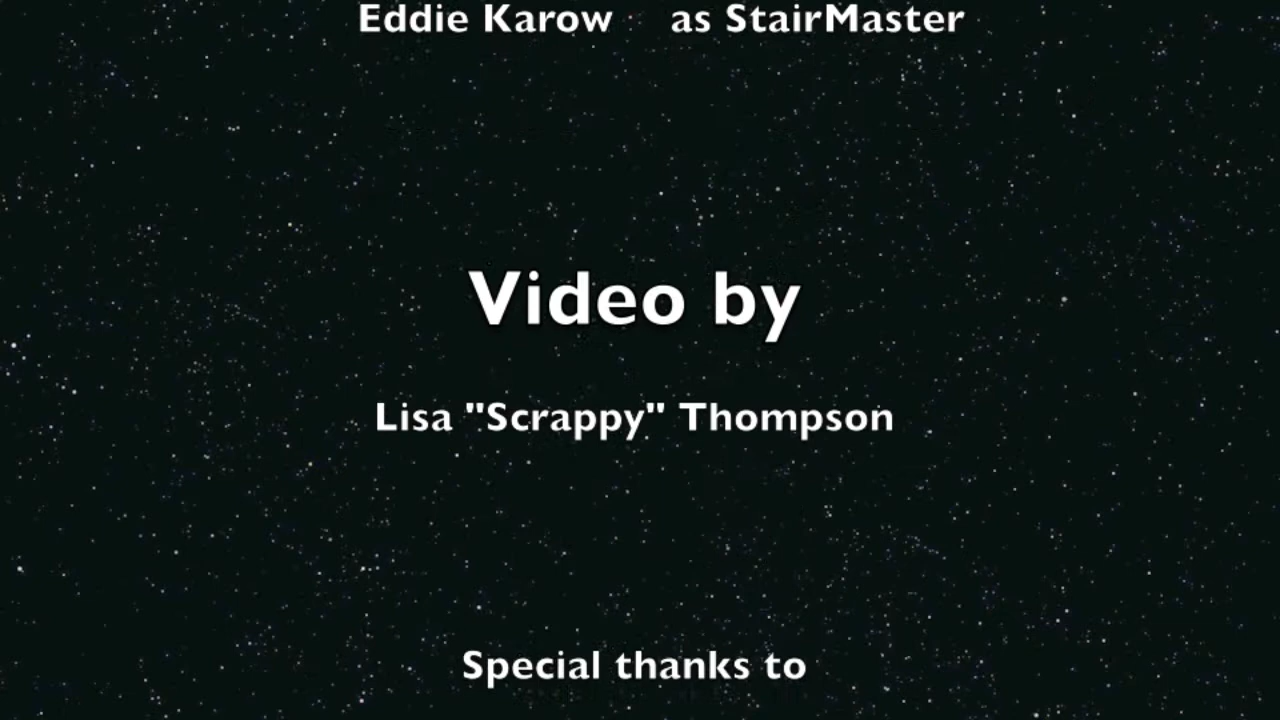 Eddie Karow as StairMaster
Video by
Lisa "Scrappy" Thompson
Special thanks to